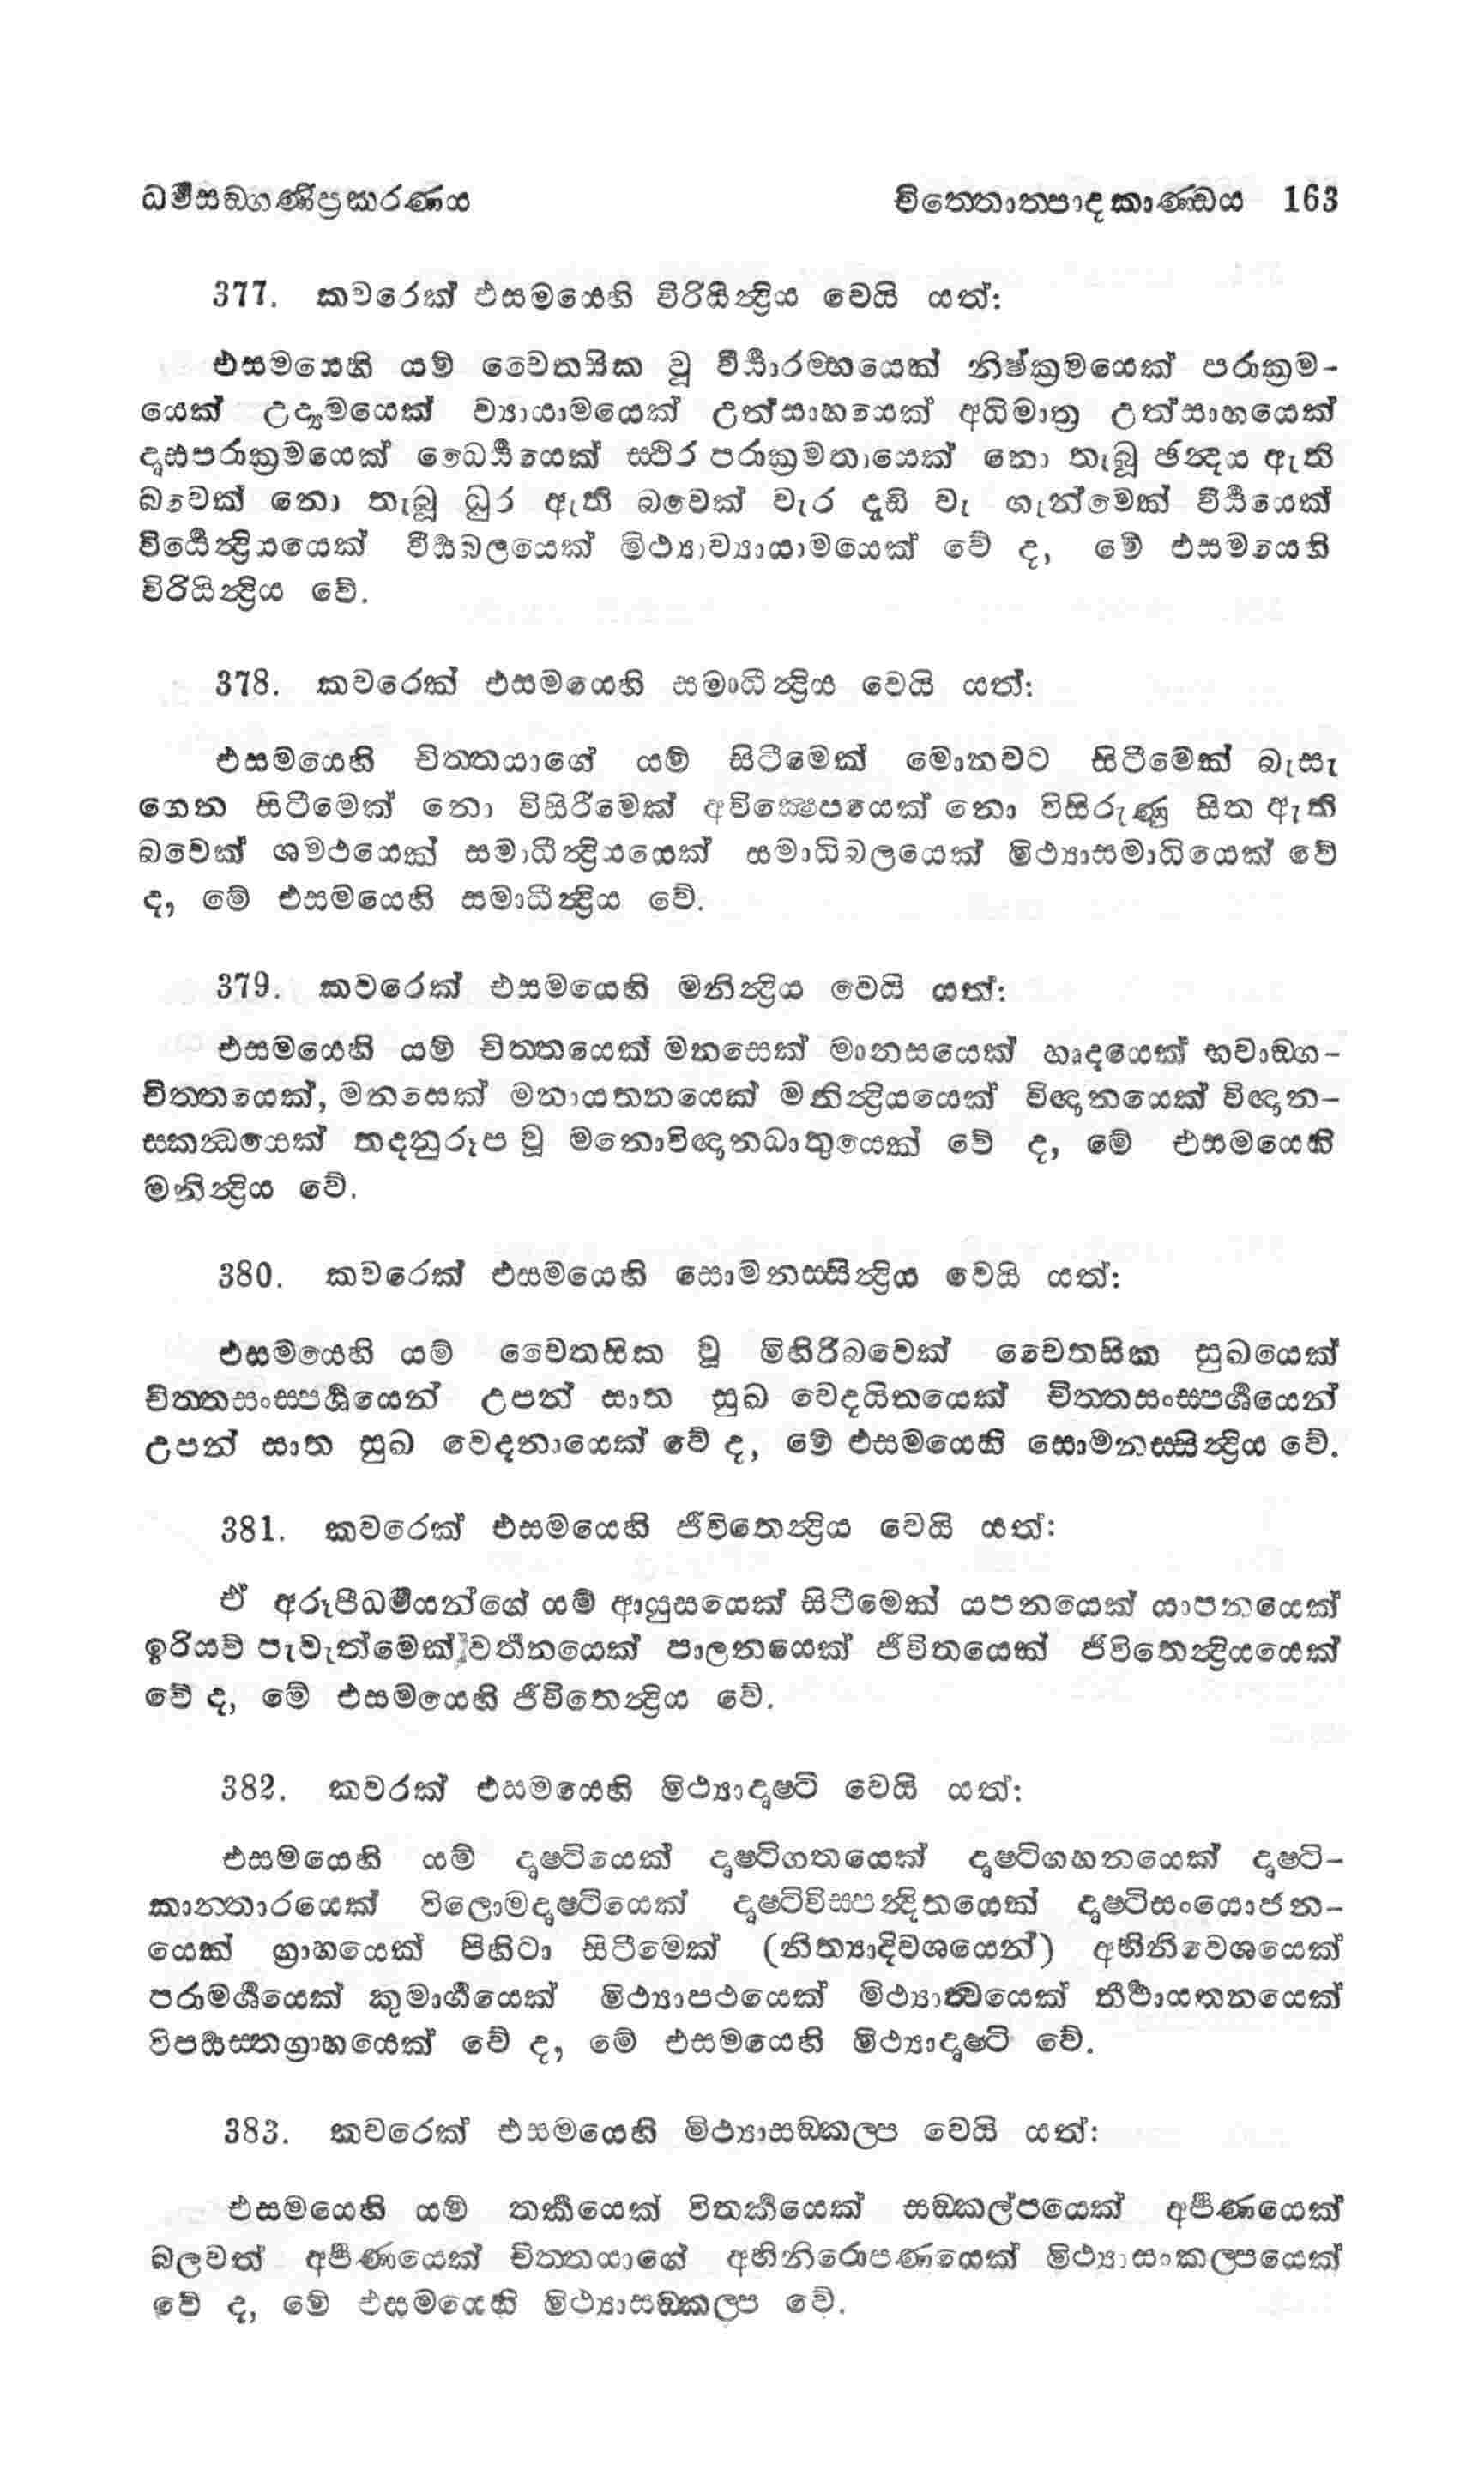 ධර්මසඞ්ගණීප්‍රකරණය චිත්තොත්පාදකාණ්ඩය 163
377. කවරෙක් එසමයෙහි විරියින්‍ද්‍රිය වෙයි යත්:
එසමයෙහි යම් චෛතසික වූ වීර්‍ය්‍යාරම්භයෙක් නිෂ්ක්‍රමයෙක් පරාක්‍රම-
යෙක් උද්‍යමයෙක් ව්‍යායාමයෙක් උත්සාහයෙක් අධිමාත්‍ර උත්සාහයෙක්
දෘඪපරාක්‍රමයෙක් ධෛර්‍ය්‍යයෙක් ස්ථිර පරාක්‍රමතායෙක් නො තැබූ ඡන්‍දය ඇති
බවෙක් නො තැබූ ධුර ඇති බවෙක් වැර දැඩි වැ ගැන්මෙක් වීර්‍ය්‍යයෙක්
වීර්‍ය්‍යෙන්‍ද්‍රියයෙක් වීර්‍ය්‍යබලයෙක් මිථ්‍යාව්‍යායාමයෙක් වේ ද, මේ එසමයෙහි
විරියින්‍ද්‍රිය වේ.
378. කවරෙක් එසමයෙහි සමාධීන්‍ද්‍රිය වෙයි යත්:
එසමයෙහි චිත්තයාගේ යම් සිටීමෙක් මොනවට සිටීමෙක් බැසැ
ගෙන සිටීමෙක් නො විසිරීමෙක් අවික්‍ෂෙපයෙක් නො විසිරුණු සිත ඇති
බවෙක් ශමථයෙක් සමාධීන්‍ද්‍රියයෙක් සමාධිබලයෙක් මිථ්‍යාසමාධියෙක් වේ
ද, මේ එසමයෙහි සමාධීන්‍ද්‍රිය වේ.
379. කවරෙක් එසමයෙහි මනින්‍ද්‍රිය වෙයි යත්:
එසමයෙහි යම් චිත්තයෙක් මනසෙක් මානසයෙක් හෘදයෙක් භවාඞ්ග-
චිත්තයෙක්, මනසෙක් මනායතනයෙක් මනින්‍ද්‍රියයෙක් විඥානයෙක් විඥාන-
ස්කන්‍ධයෙක් තදනුරූප වූ මනොවිඥානධාතුයෙක් වේ ද, මේ එසමයෙහි
මනින්‍ද්‍රිය වේ.
380. කවරෙක් එසමයෙහි සොමනස්සින්‍ද්‍රිය වෙයි යත්:
එසමයෙහි යම් චෛතසික වූ මිහිරිබවෙක් චෛතසික සුඛයෙක්
චිත්තසංස්පර්‍ශයෙන් උපන් සාත සුඛ වෙදයිතයෙක් චිත්තසංස්පර්‍ශයෙන්
උපන් සාත සුඛ වෙදනායෙක් වේ ද, මේ එසමයෙහි සොමනස්සින්‍ද්‍රිය වේ.
381. කවරෙක් එසමයෙහි ජීවිතෙන්‍ද්‍රිය වෙයි යත්:
ඒ අරූපීධර්මයන්ගේ යම් ආයුසයෙක් සිටීමෙක් යපනයෙක් යාපනයෙක්
ඉරියව් පැවැත්මෙක් වර්‍තනයෙක් පාලනයෙක් ජීවිතයෙක් ජීවිතෙන්‍ද්‍රියයෙක්
වේ ද, මේ එසමයෙහි ජීවිතෙන්‍ද්‍රිය වේ.
382. කවරක් එසමයෙහි මිථ්‍යාදෘෂ්ටි වෙයි යත්:
එසමයෙහි යම් දෘෂ්ටියෙක් දෘෂ්ටිගතයෙක් දෘෂ්ටිගහනයෙක් දෘෂ්ටි-
කාන්තාරයෙක් විලොමදෘෂ්ටියෙක් දෘෂ්ටිවිස්පන්‍දිතයෙක් දෘෂ්ටිසංයොජන-
යෙක් ග්‍රාහයෙක් පිහිටා සිටීමෙක් (නිත්‍යාදිවශයෙන්) අභිනිවෙශයෙක්
පරාමර්‍ශයෙක් කුමාර්‍ගයෙක් මිථ්‍යාපථයෙක් මිථ්‍යාත්‍වයෙක් තීර්‍ථායතනයෙක්
විපර්‍ය්‍යස්තග්‍රාහයෙක් වේ ද, මේ එසමයෙහි මිථ්‍යාදෘෂ්ටි වේ.
383. කවරෙක් එසමයෙහි මිථ්‍යාසඞ්කල්ප වෙයි යත්:
එසමයෙහි යම් තර්‍කයෙක් විතර්‍කයෙක් සඞ්කල්පයෙක් අර්‍පණයෙක්
බලවත් අර්‍පණයෙක් චිත්තයාගේ අභිනිරොපණයෙක් මිථ්‍යාසංකල්පයෙක්
වේ ද, මේ එසමයෙහි මිථ්‍යාසඞ්කල්ප වේ.